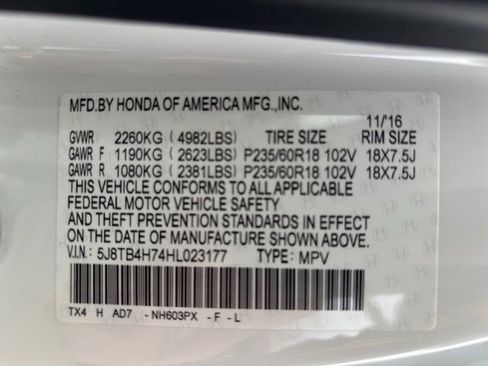 MFD.BY HONDA OF AMERICA MFG.,INC.
11/16
GVWR 2260KG ( 4982LBS) TIRE SIZE RIM SIZE
GAWR F 1190KG ( 2623LBS) P235/60R18 102V 18X7.5J
GAWR R 1080KG ( 2381LBS) P235/60R18 102V 18X7.5J
THIS VEHICLE CONFORMS TO ALL APPLICABLE
FEDERAL MOTOR VEHICLE SAFETY
AND THEFT PREVENTION STANDARDS IN EFFECT
ON THE DATE OF MANUFACTURE SHOWN ABOVE.
V.I.N.: 5J8TB4H74HL023177 TYPE: MPV
TX4 H AD7 - NH603PX - F - L